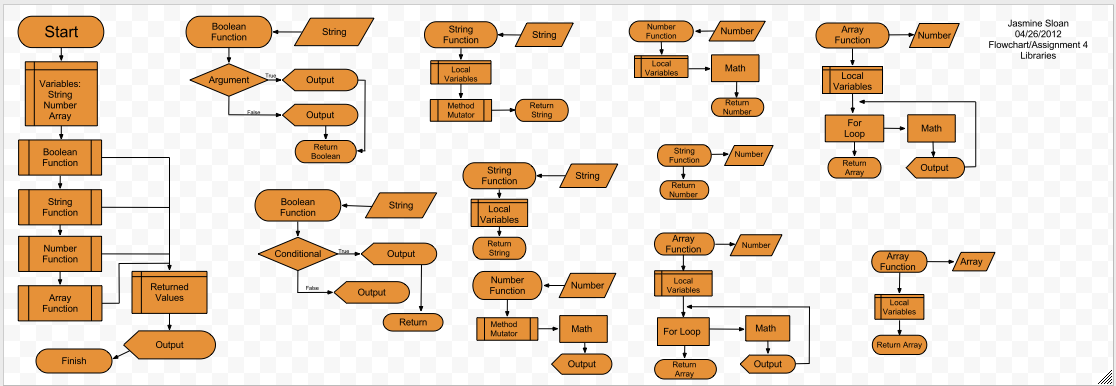 Start
Variables:
String
Number
Array
Boolean
Function
String
Function
Number
Function
Array
Function
Returned
Values
Output
Finish
Boolean
Function
String
Argument
True
Output
False
Output
Return
Boolean
Boolean
Function
String
Conditional
True
Output
False
Output
Return
String
Function
String
Local
Variables
Method
Mutator
Return
String
String
Function
String
Local
Variables
Return
String
Number
Function
Number
Method
Mutator
Math
Output
Number
Function
Number
Local
Variables
Math
Return
Number
String
Function
Number
Return
Number
Array
Function
Number
Local
Variables
For Loop
Math
Return
Array
Output
Array
Function
Number
Local
Variables
For
Loop
Math
Return
Array
Output
Array
Function
Array
Local
Variables
Return Array
Jasmine Sloan
04/26/2012
Flowchart/Assignment 4
Libraries